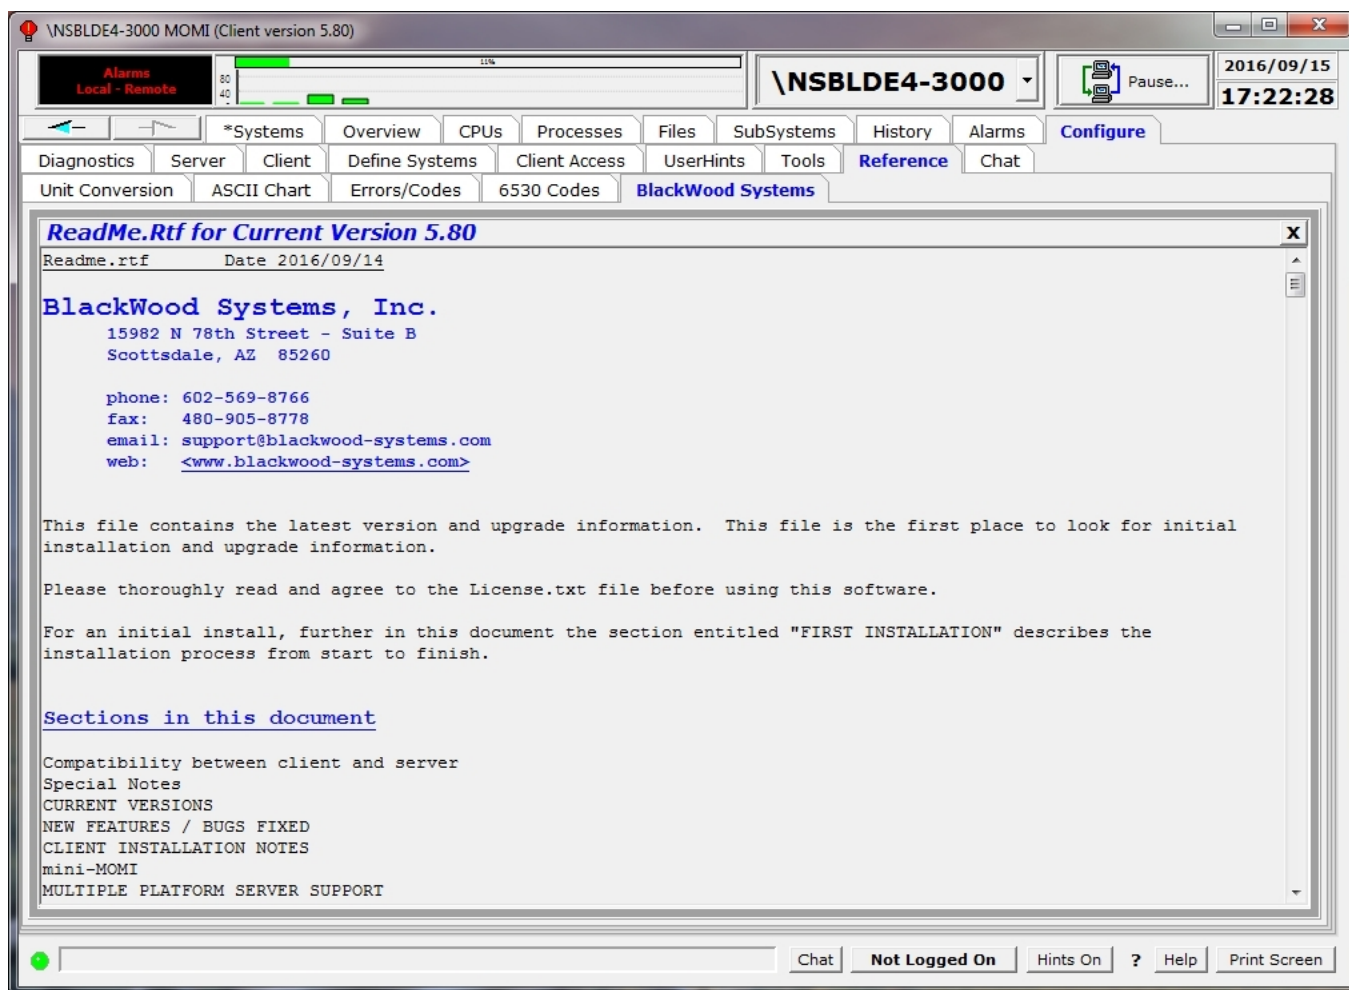 \NSBLDE4-3000 MOMI (Client version 5.80)
Alarms
Local - Remote
80
40
11%
\NSBLDE4-3000
Pause...
2016/09/15
17:22:28
*Systems Overview CPUs Processes Files SubSystems History Alarms Configure
Diagnostics Server Client Define Systems Client Access UserHints Tools Reference Chat
Unit Conversion ASCII Chart Errors/Codes 6530 Codes BlackWood Systems
ReadMe.Rtf for Current Version 5.80 x
Readme.rtf Date 2016/09/14
BlackWood Systems, Inc.
15982 N 78th Street - Suite B
Scottsdale, AZ 85260
phone: 602-569-8766
fax: 480-905-8778
email: support@blackwood-systems.com
web: <www.blackwood-systems.com>
This file contains the latest version and upgrade information. This file is the first place to look for initial
installation and upgrade information.
Please thoroughly read and agree to the License.txt file before using this software.
For an initial install, further in this document the section entitled "FIRST INSTALLATION" describes the
installation process from start to finish.
Sections in this document
Compatibility between client and server
Special Notes
CURRENT VERSIONS
NEW FEATURES / BUGS FIXED
CLIENT INSTALLATION NOTES
mini-MOMI
MULTIPLE PLATFORM SERVER SUPPORT
Chat Not Logged On Hints On ? Help Print Screen